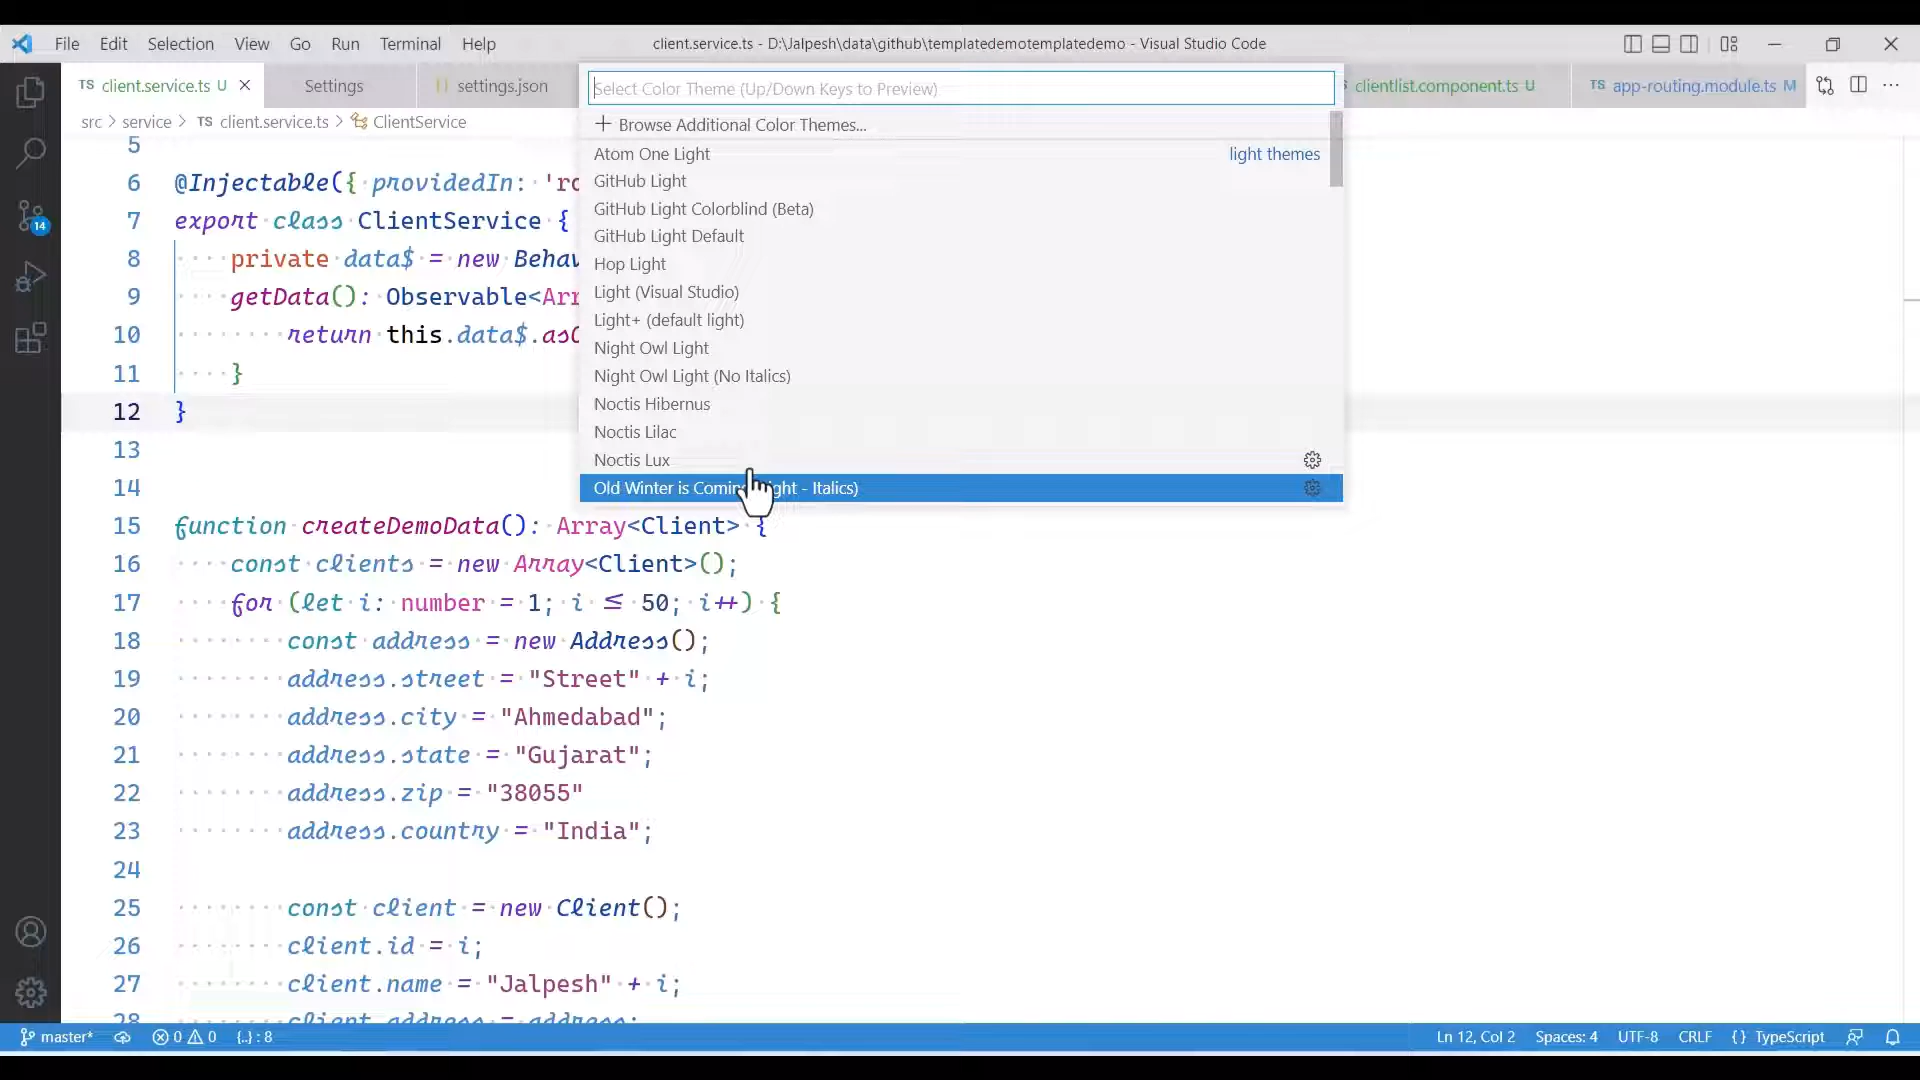 File Edit Selection View Go Run Terminal Help
client.service.ts - D:\Jalpesh\data\github\templatedemotemplatedemo - Visual Studio Code
TS client.service.ts U
Settings
settings.json
clientlist.component.ts U
TS app-routing.module.ts M
src > service > TS client.service.ts > ClientService
Select Color Theme (Up/Down Keys to Preview)
+ Browse Additional Color Themes...
Atom One Light light themes
GitHub Light
GitHub Light Colorblind (Beta)
GitHub Light Default
Hop Light
Light (Visual Studio)
Light+ (default light)
Night Owl Light
Night Owl Light (No Italics)
Noctis Hibernus
Noctis Lilac
Noctis Lux
Old Winter is Coming (Light - Italics)
5
6 @Injectable({ providedIn: 'ro
7 export class ClientService {
8 private data$ = new Behav
9 getData(): Observable<Arr
10 return this.data$.as
11 }
12 }
13
14
15 function createDemoData(): Array<Client> {
16 const clients = new Array<Client>();
17 for (let i: number = 1; i ≤ 50; i++) {
18 const address = new Address();
19 address.street = "Street" + i;
20 address.city = "Ahmedabad";
21 address.state = "Gujarat";
22 address.zip = "38055"
23 address.country = "India";
24
25 const client = new Client();
26 client.id = i;
27 client.name = "Jalpesh" + i;
28 client.address = address;
14
master* 0 0 {..} : 8
Ln 12, Col 2 Spaces: 4 UTF-8 CRLF {} TypeScript